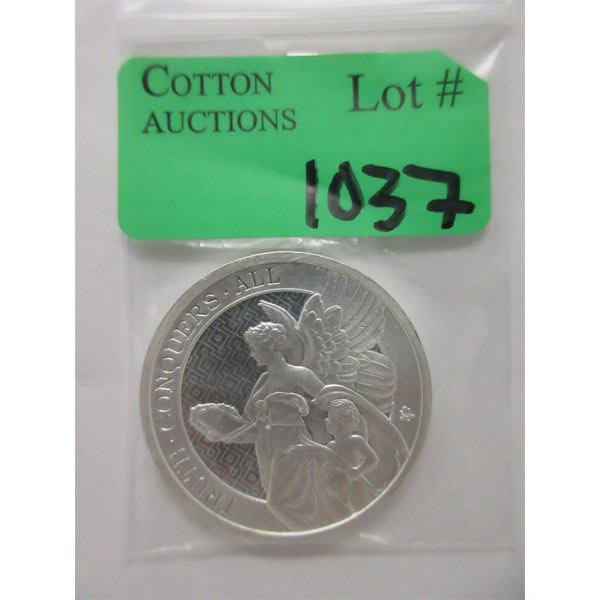 COTTON
AUCTIONS
Lot #
1037
TRUTH · CONQUERS · ALL